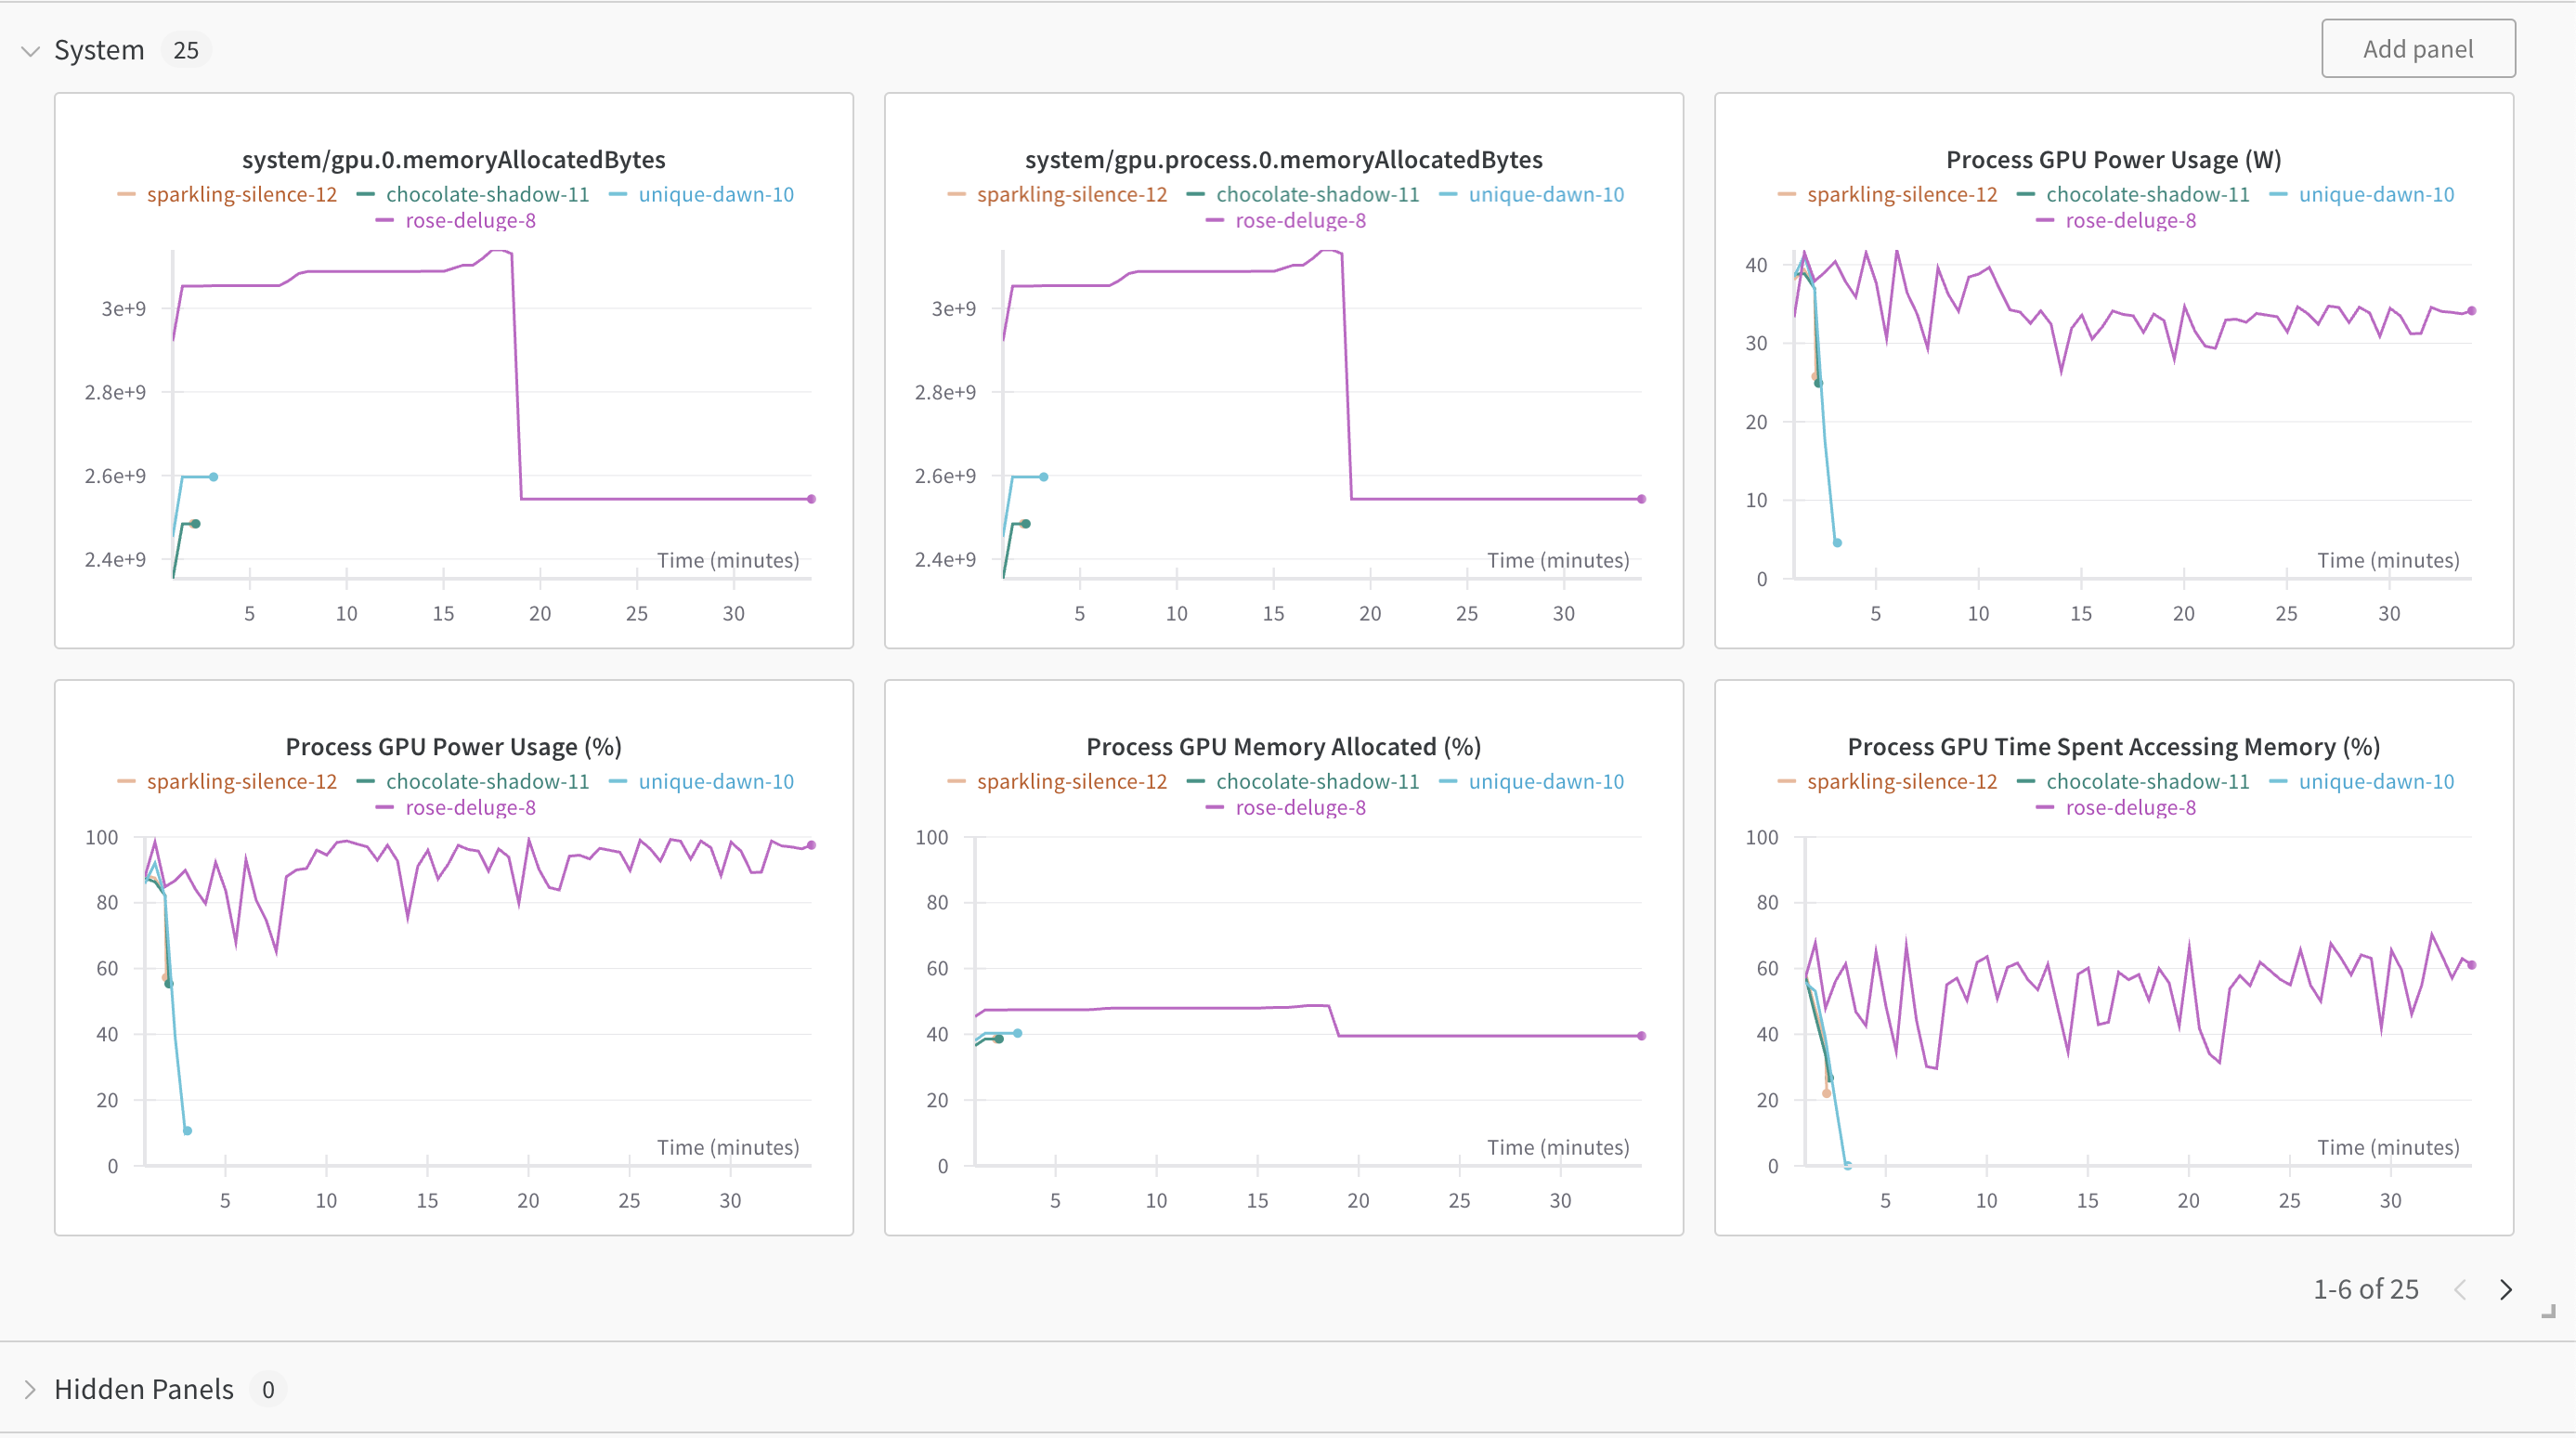 System 25
Add panel
system/gpu.0.memoryAllocatedBytes
sparkling-silence-12 chocolate-shadow-11 unique-dawn-10
rose-deluge-8
3e+9
2.8e+9
2.6e+9
2.4e+9
Time (minutes)
5 10 15 20 25 30
system/gpu.process.0.memoryAllocatedBytes
sparkling-silence-12 chocolate-shadow-11 unique-dawn-10
rose-deluge-8
3e+9
2.8e+9
2.6e+9
2.4e+9
Time (minutes)
5 10 15 20 25 30
Process GPU Power Usage (W)
sparkling-silence-12 chocolate-shadow-11 unique-dawn-10
rose-deluge-8
40
30
20
10
Time (minutes)
0
5 10 15 20 25 30
Process GPU Power Usage (%)
sparkling-silence-12 chocolate-shadow-11 unique-dawn-10
rose-deluge-8
100
80
60
40
20
Time (minutes)
0
5 10 15 20 25 30
Process GPU Memory Allocated (%)
sparkling-silence-12 chocolate-shadow-11 unique-dawn-10
rose-deluge-8
100
80
60
40
20
Time (minutes)
0
5 10 15 20 25 30
Process GPU Time Spent Accessing Memory (%)
sparkling-silence-12 chocolate-shadow-11 unique-dawn-10
rose-deluge-8
100
80
60
40
20
Time (minutes)
0
5 10 15 20 25 30
1-6 of 25
Hidden Panels 0